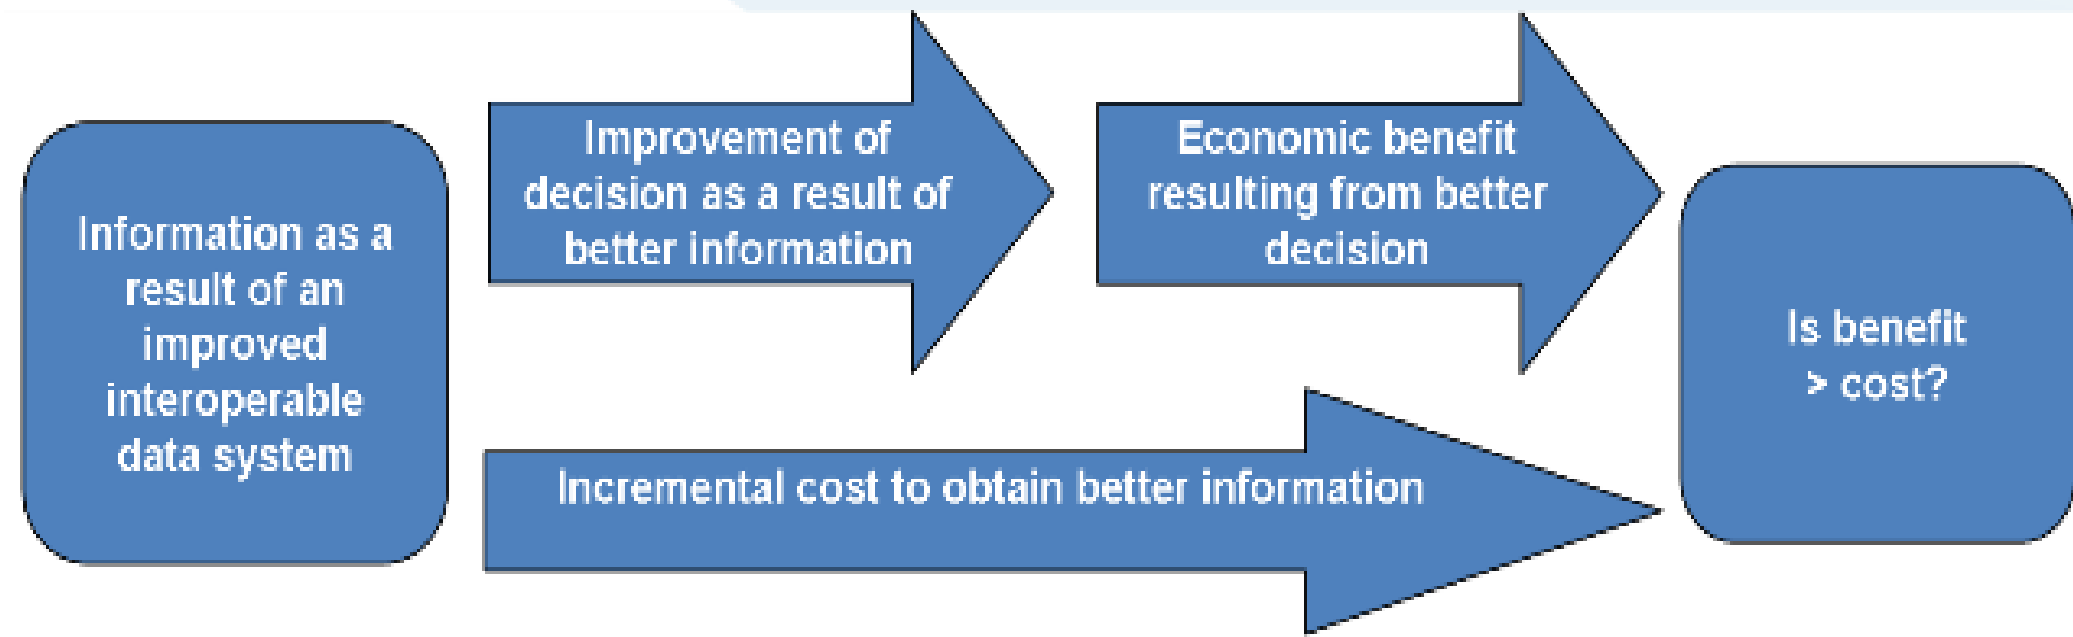 Information as a
result of an
improved
interoperable
data system
Improvement of
decision as a result of
better information
Economic benefit
resulting from better
decision
Incremental cost to obtain better information
Is benefit
> cost?